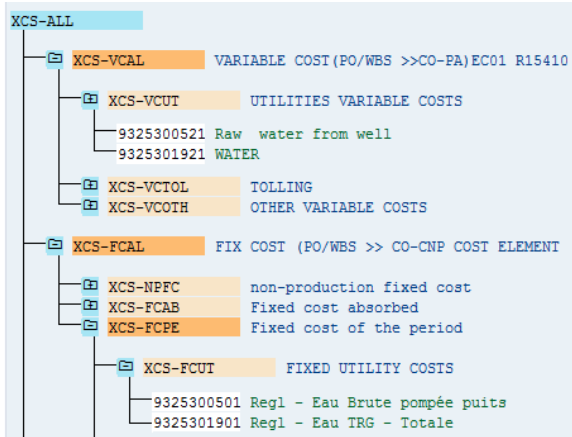 XCS-ALL
XCS-VCAL VARIABLE COST(PO/WBS >>CO-PA)EC01 R15410
XCS-VCUT UTILITIES VARIABLE COSTS
9325300521 Raw water from well
9325301921 WATER
XCS-VCTOL TOLLING
XCS-VCOTH OTHER VARIABLE COSTS
XCS-FCAL FIX COST (PO/WBS >> CO-CNP COST ELEMENT
XCS-NPFC non-production fixed cost
XCS-FCAB Fixed cost absorbed
XCS-FCPE Fixed cost of the period
XCS-FCUT FIXED UTILITY COSTS
9325300501 Regl - Eau Brute pompée puits
9325301901 Regl - Eau TRG - Totale